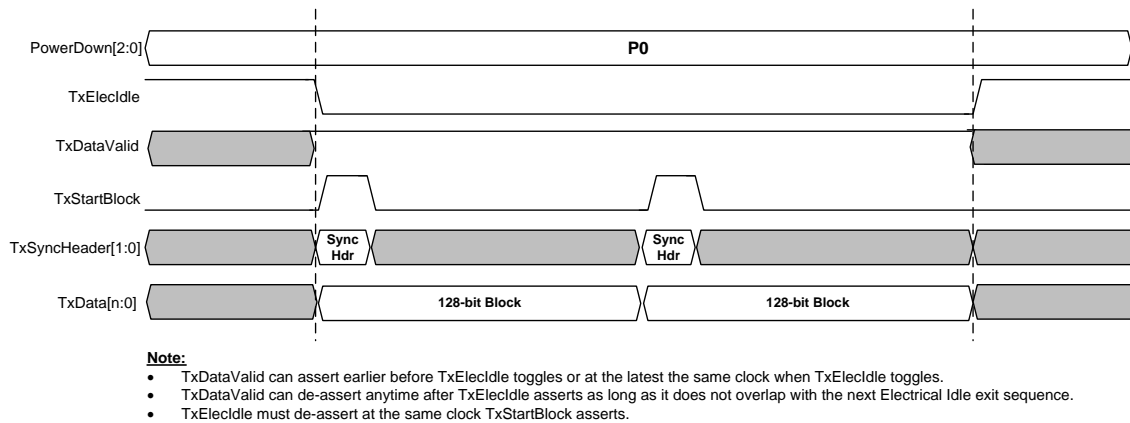 PowerDown[2:0]
P0
TxElecIdle
TxDataValid
TxStartBlock
TxSyncHeader[1:0]
Sync
Hdr
Sync
Hdr
TxData[n:0]
128-bit Block
128-bit Block
Note:
• TxDataValid can assert earlier before TxElecIdle toggles or at the latest the same clock when TxElecIdle toggles.
• TxDataValid can de-assert anytime after TxElecIdle asserts as long as it does not overlap with the next Electrical Idle exit sequence.
• TxElecIdle must de-assert at the same clock TxStartBlock asserts.